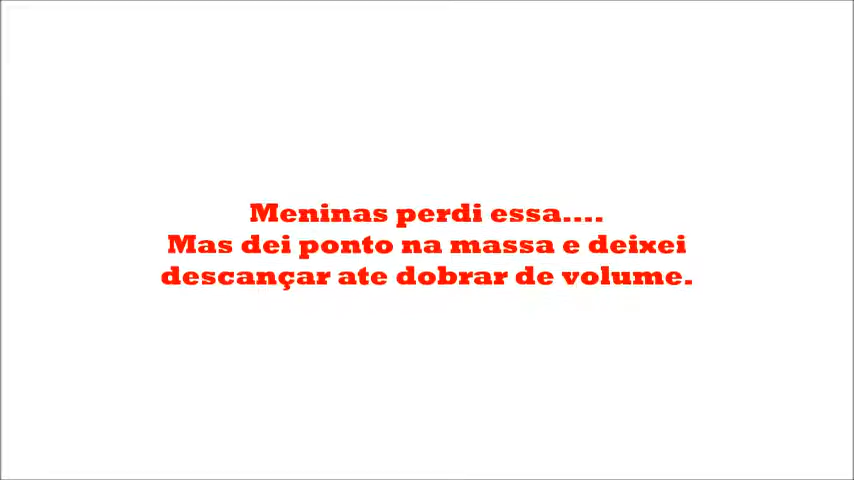 Meninas perdi essa....
Mas dei ponto na massa e deixei
descançar ate dobrar de volume.